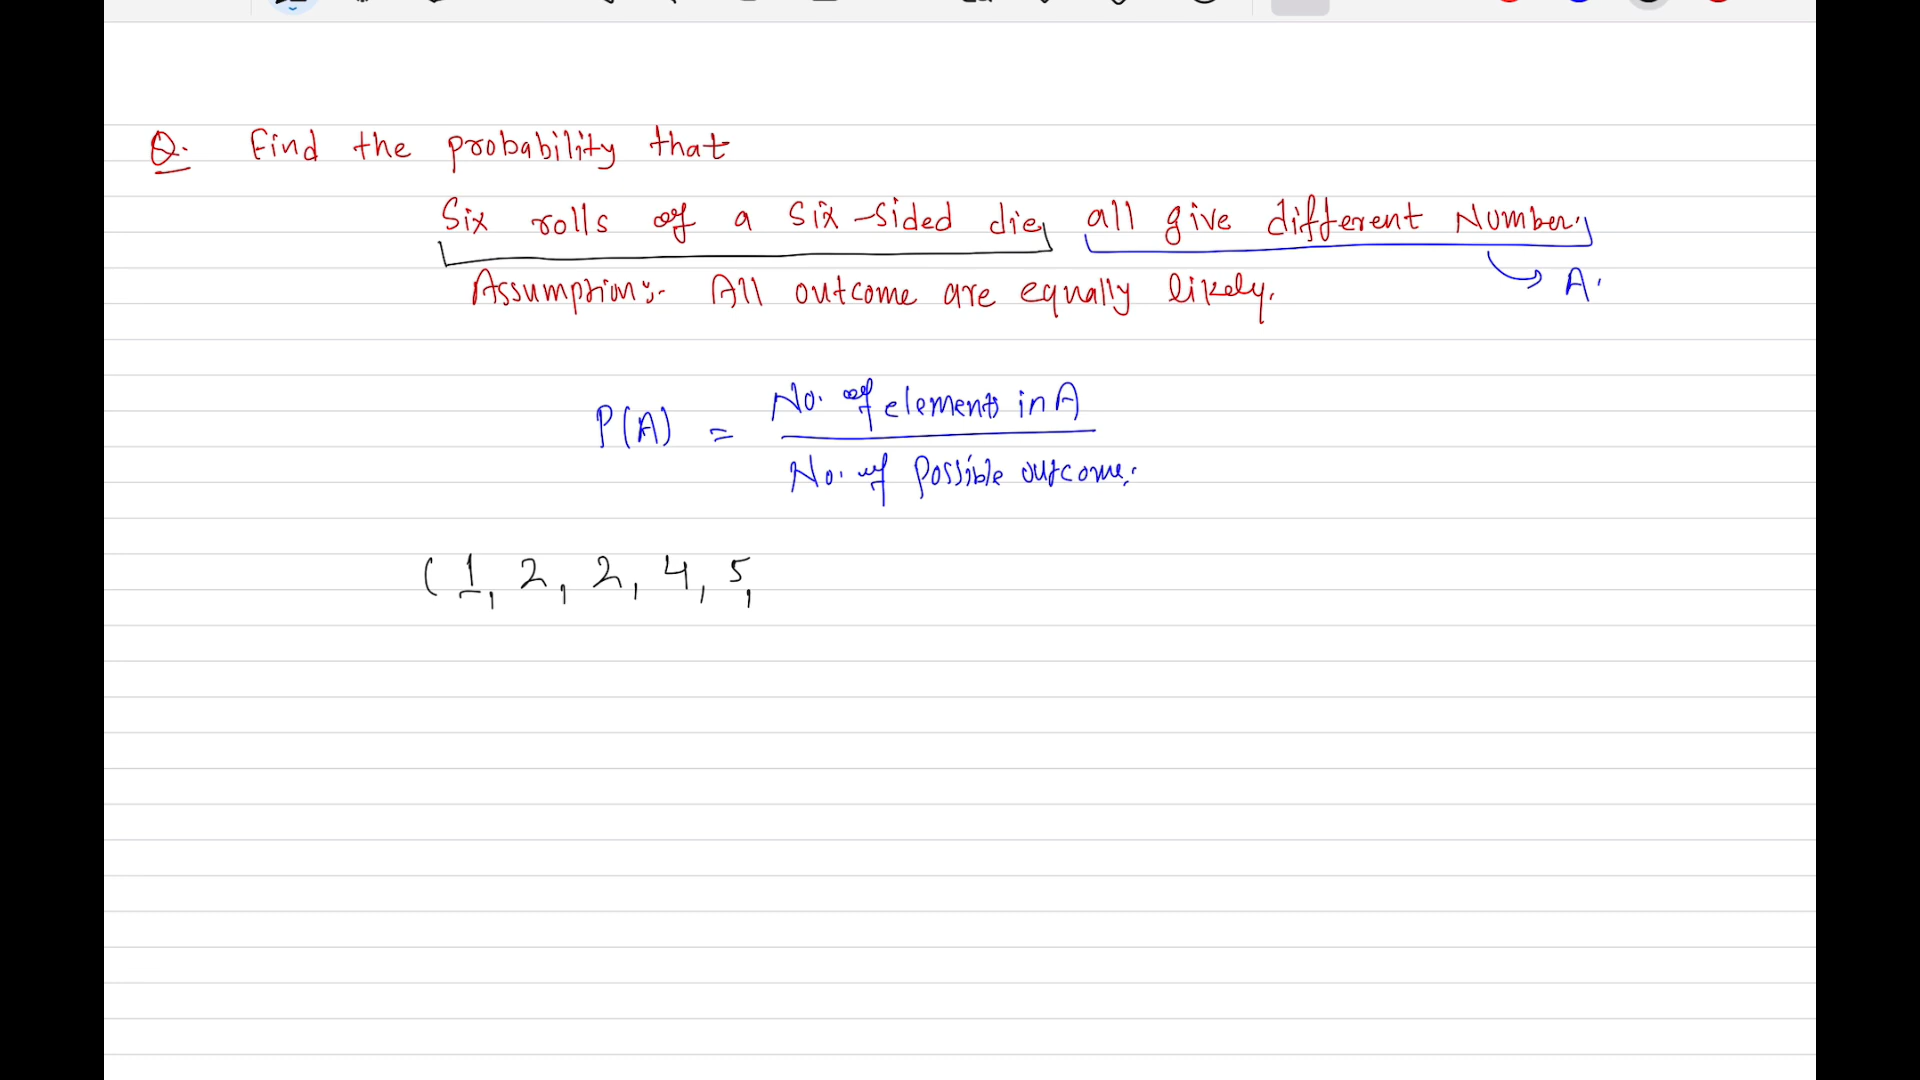 Q. Find the probability that
Six rolls of a Six-sided die, all give different Number.
Assumption:- All outcome are equally likely.
A.
P(A) = No. of elements in A
No. of possible outcome.
(1, 2, 2, 4, 5,